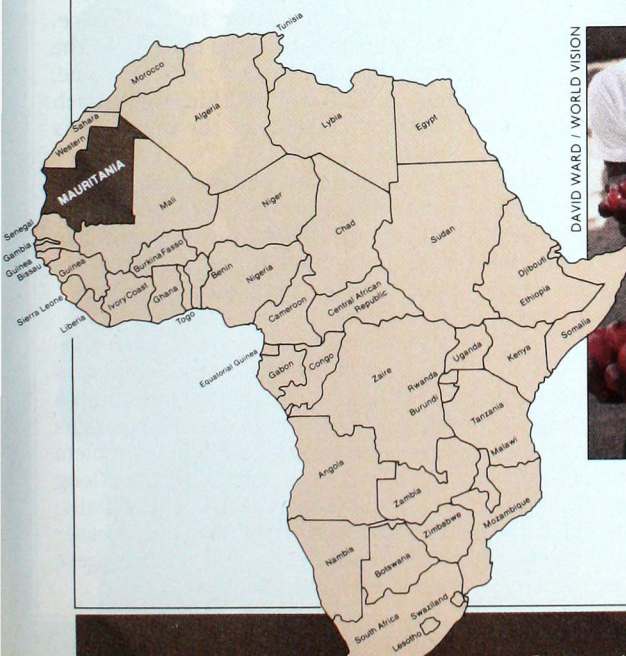 Tunisia
DAVID WARD / WORLD VISION
Morocco
Algeria
Lybia
Egypt
Western
Sahara
MAURITANIA
Mali
Niger
Chad
Sudan
Senegal
Gambia
Guinea
Bissau
Guinea
Burkina Fasso
Benin
Nigeria
Djibouti
Ethiopia
Sierra Leone
Liberia
Ivory Coast
Ghana
Togo
Cameroon
Central African
Republic
Somalia
Equatorial Guinea
Gabon
Congo
Zaire
Uganda
Kenya
Rwanda
Burundi
Tanzania
Malawi
Angola
Zambia
Mozambique
Zimbabwe
Nambia
Botswana
South Africa
Swaziland
Lesotho